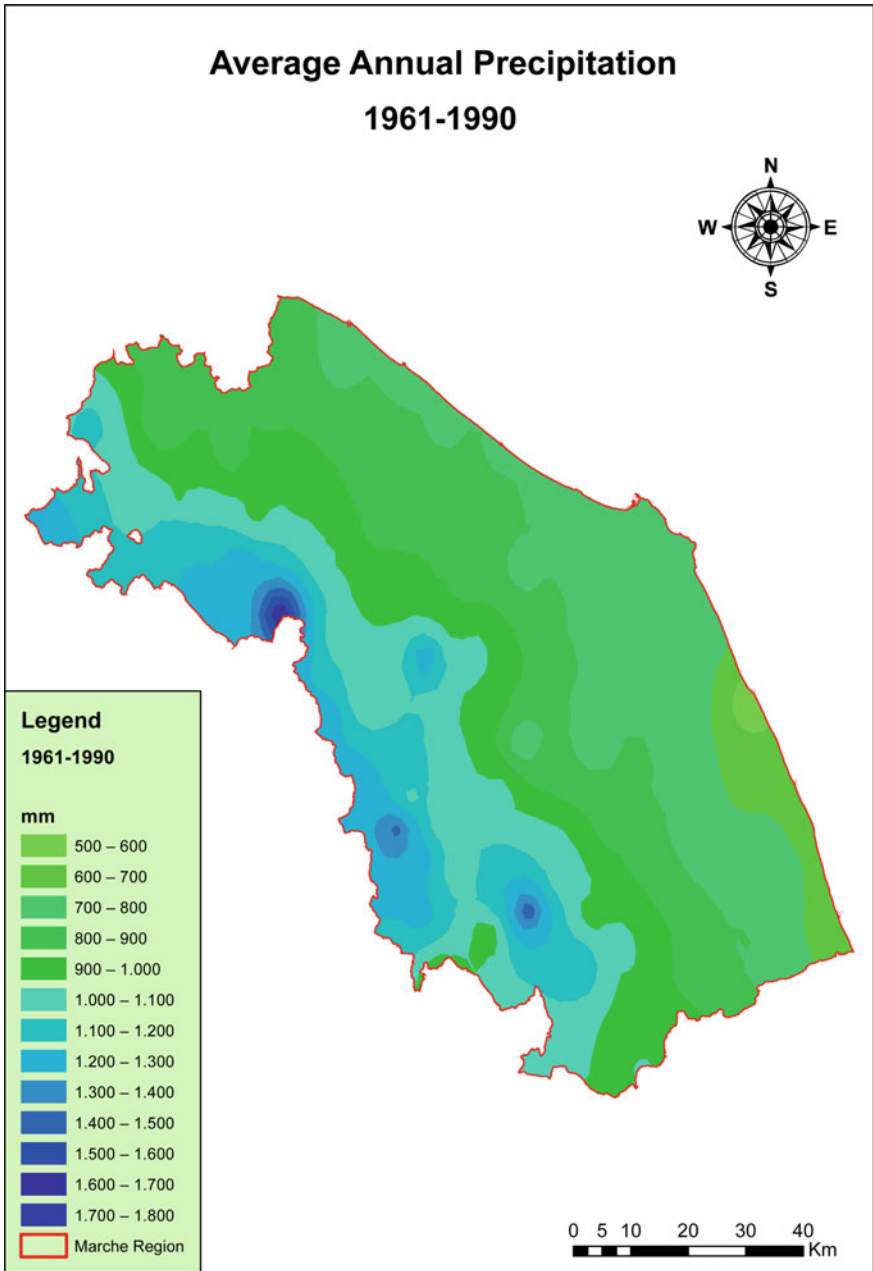 Average Annual Precipitation
1961-1990
N
W E
S
Legend
1961-1990
mm
500 – 600
600 – 700
700 – 800
800 – 900
900 – 1.000
1.000 – 1.100
1.100 – 1.200
1.200 – 1.300
1.300 – 1.400
1.400 – 1.500
1.500 – 1.600
1.600 – 1.700
1.700 – 1.800
Marche Region
0 5 10 20 30 40
Km